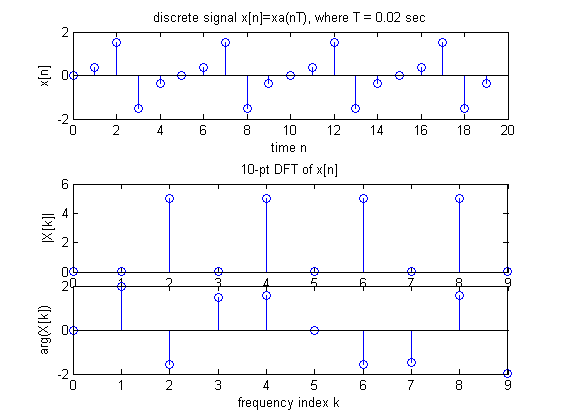 discrete signal x[n]=xa(nT), where T = 0.02 sec
2
0
-2
x[n]
0 2 4 6 8 10 12 14 16 18 20
time n
10-pt DFT of x[n]
6
4
2
0
|X[k]|
0 1 2 3 4 5 6 7 8 9
2
0
-2
arg(X[k])
0 1 2 3 4 5 6 7 8 9
frequency index k